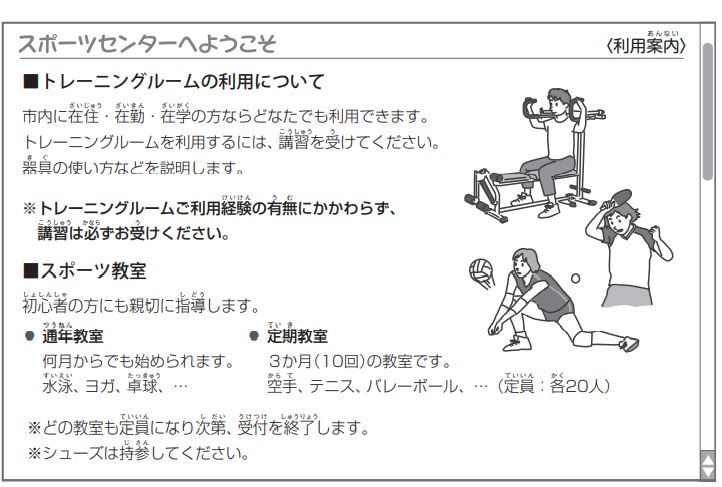 スポーツセンターへようこそ
〈利用案内〉
■トレーニングルームの利用について
市内に在住・在勤・在学の方ならどなたでも利用できます。
トレーニングルームを利用するには、講習を受けてください。
器具の使い方などを説明します。
※トレーニングルームご利用経験の有無にかかわらず、
講習は必ずお受けください。
■スポーツ教室
初心者の方にも親切に指導します。
● 通年教室
何月からでも始められます。
水泳、ヨガ、卓球、…
● 定期教室
3か月(10回)の教室です。
空手、テニス、バレーボール、…（定員：各20人）
※どの教室も定員になり次第、受付を終了します。
※シューズは持参してください。